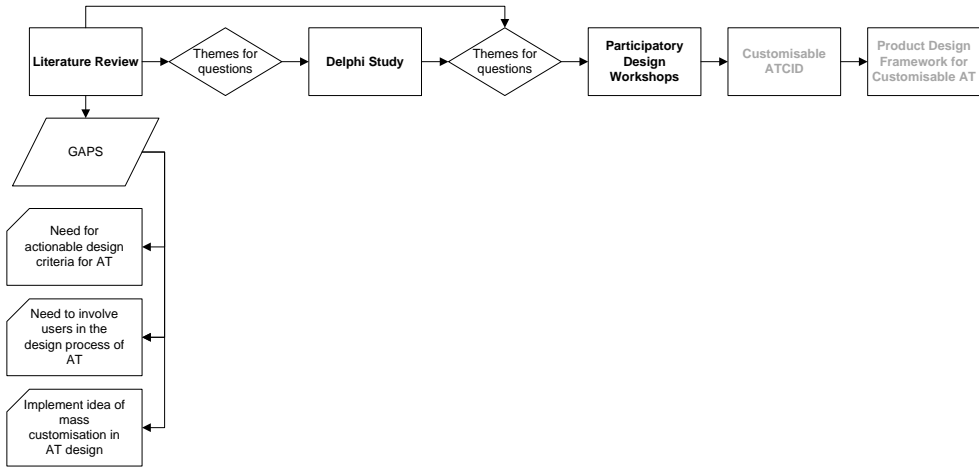 Literature Review
Themes for
questions
Delphi Study
Themes for
questions
Participatory
Design
Workshops
Customisable
ATCID
Product Design
Framework for
Customisable AT
GAPS
Need for
actionable design
criteria for AT
Need to involve
users in the
design process of
AT
Implement idea of
mass
customisation in
AT design